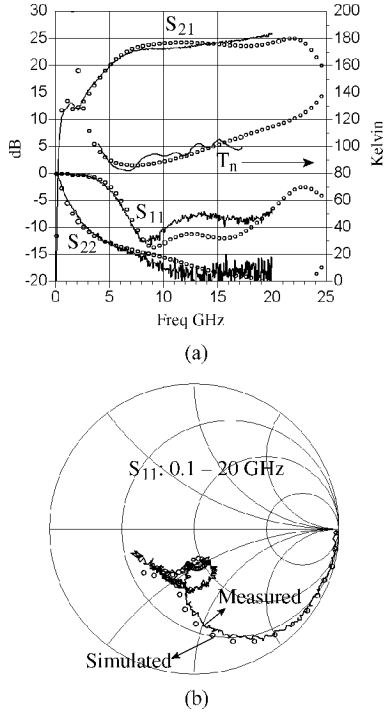 (a)
30
25
20
15
10
5
0
-5
-10
-15
-20
dB
200
180
160
140
120
100
80
60
40
20
0
Kelvin
S21
Tn
S11
S22
0 5 10 15 20 25
Freq GHz
(a)
S11: 0.1 – 20 GHz
Measured
Simulated
(b)